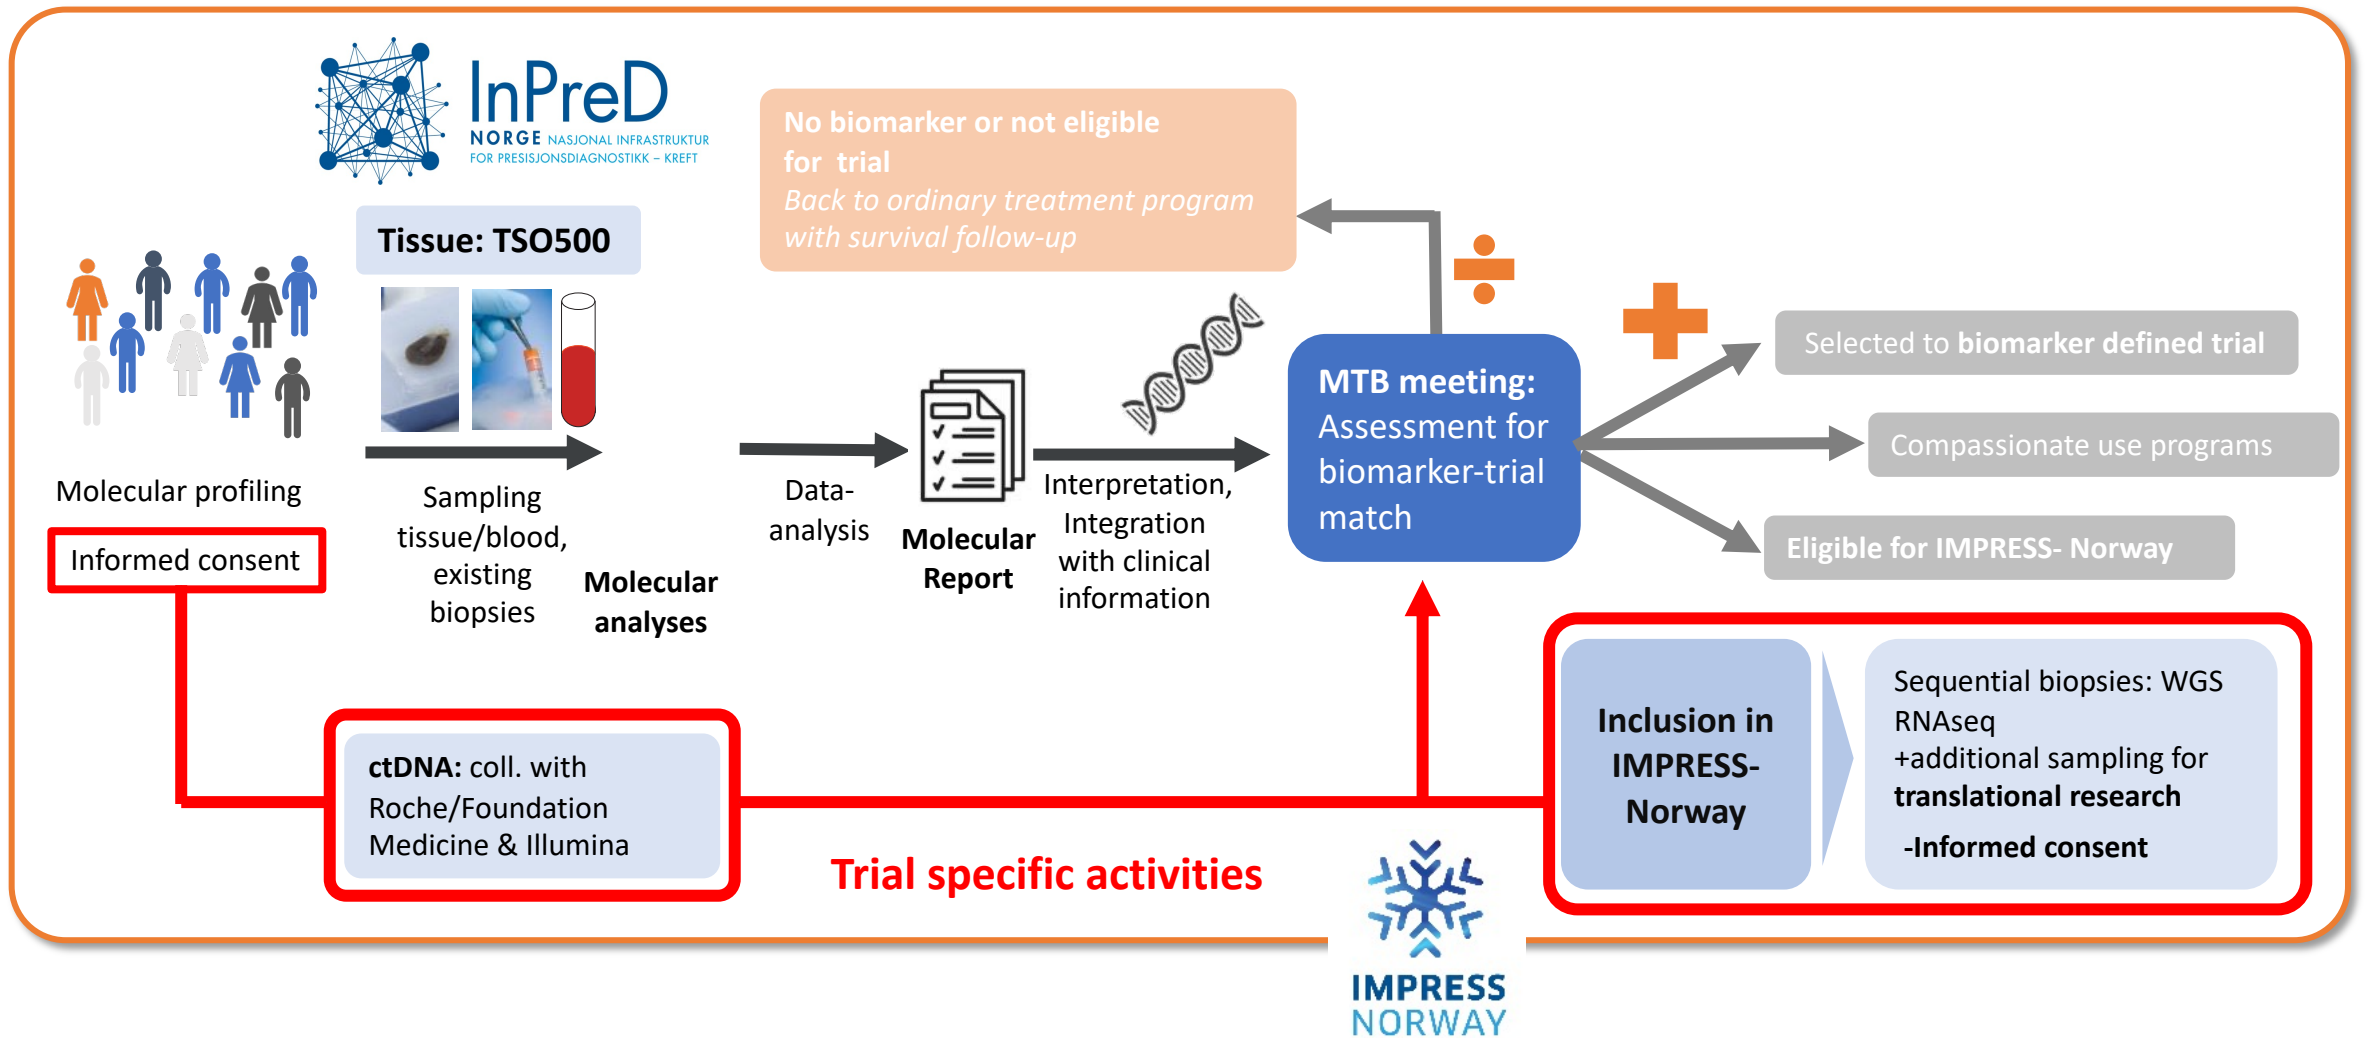 InPreD
NORGE NASJONAL INFRASTRUKTUR
FOR PRESISJONSDIAGNOSTIKK – KREFT
Tissue: TSO500
No biomarker or not eligible
for trial
Back to ordinary treatment program
with survival follow-up
Molecular profiling
Informed consent
Sampling
tissue/blood,
existing
biopsies
Molecular
analyses
Data-
analysis
Molecular
Report
Interpretation,
Integration
with clinical
information
MTB meeting:
Assessment for
biomarker-trial
match
Selected to biomarker defined trial
Compassionate use programs
Eligible for IMPRESS- Norway
ctDNA: coll. with
Roche/Foundation
Medicine & Illumina
Trial specific activities
Inclusion in
IMPRESS-
Norway
Sequential biopsies: WGS
RNAseq
+additional sampling for
translational research
-Informed consent
IMPRESS
NORWAY